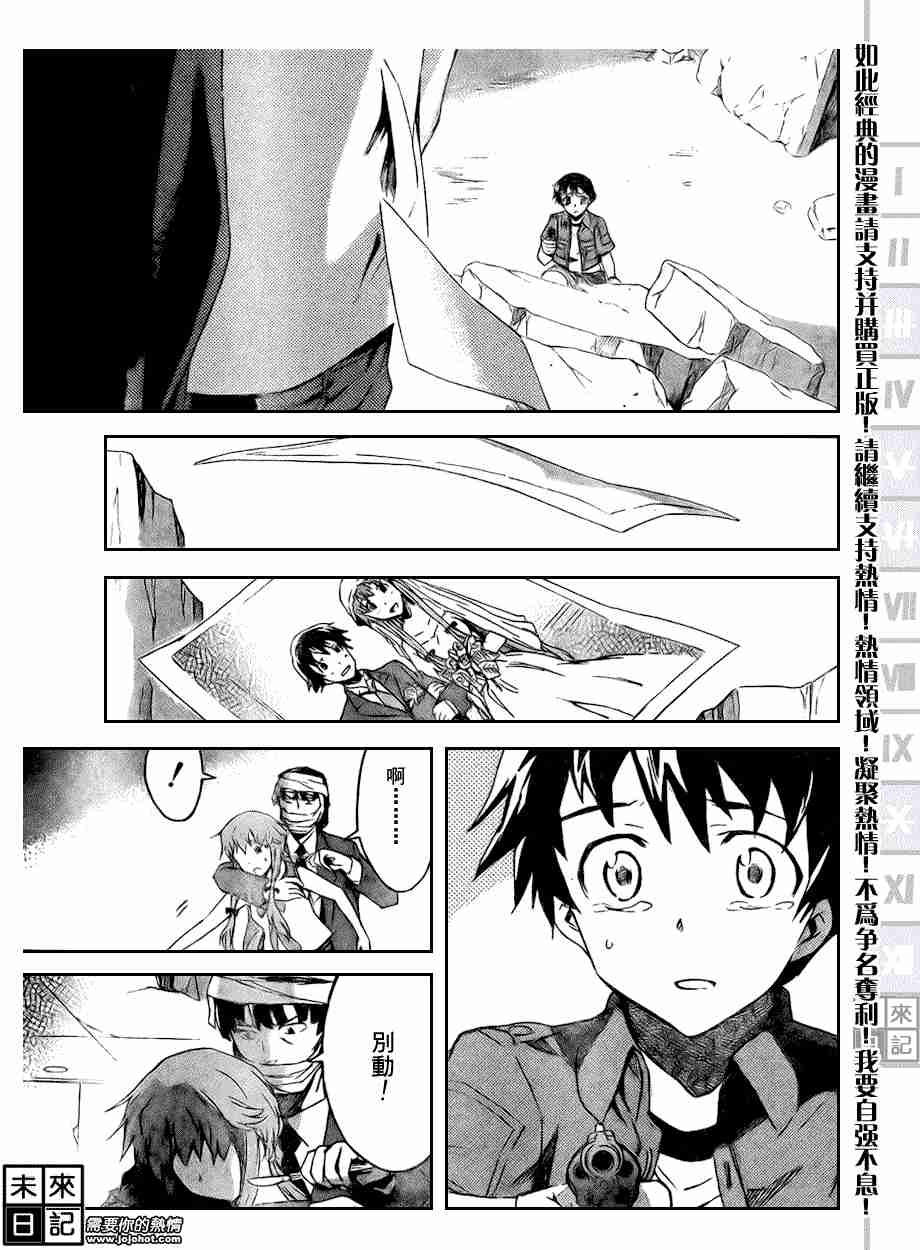 如此經典的漫畫請支持并購買正版！請繼續支持熱情！熱情領域！凝聚熱情！不爲争名奪利！我要自强不息！
I
II
III
IV
V
VI
VII
VIII
IX
X
XI
來
記
啊………
！
別動！
未來
日記
需要你的熱情
www.jojohot.com